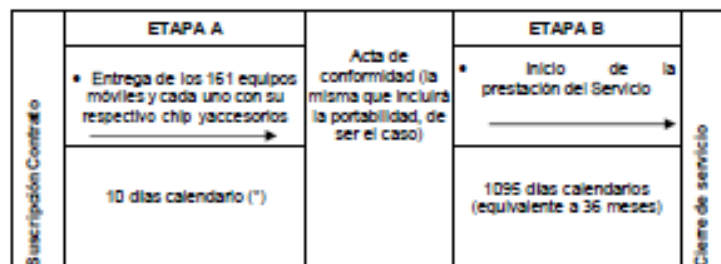 Suscripción Contrato
ETAPA A
• Entrega de los 161 equipos
móviles y cada uno con su
respectivo chip yaccesorios
10 días calendario (*)
Acta de
conformidad (la
misma que incluirá
la portabilidad, de
ser el caso)
ETAPA B
• Inicio de la
prestación del Servicio
1095 días calendarios
(equivalente a 36 meses)
Cierre de servicio